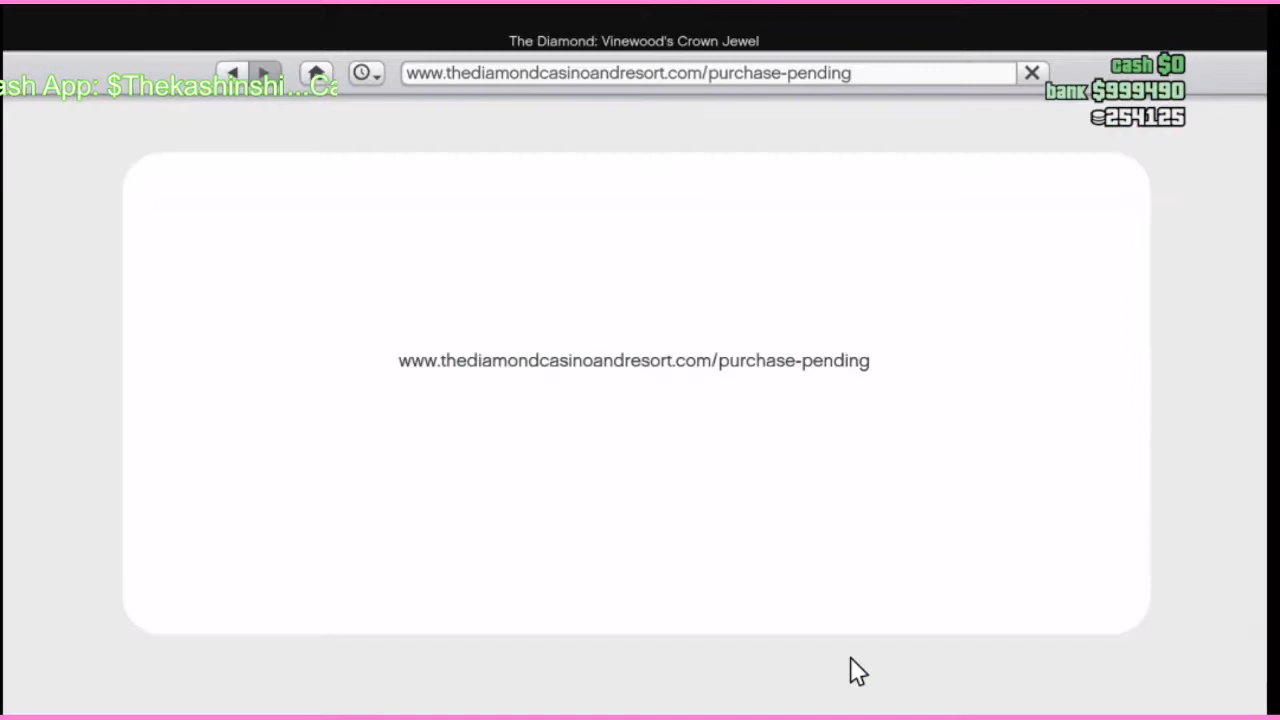 The Diamond: Vinewood's Crown Jewel
www.thediamondcasinoandresort.com/purchase-pending
cash $0
ash App: $Thekashinshi...Ca
bank $999490
254125
www.thediamondcasinoandresort.com/purchase-pending